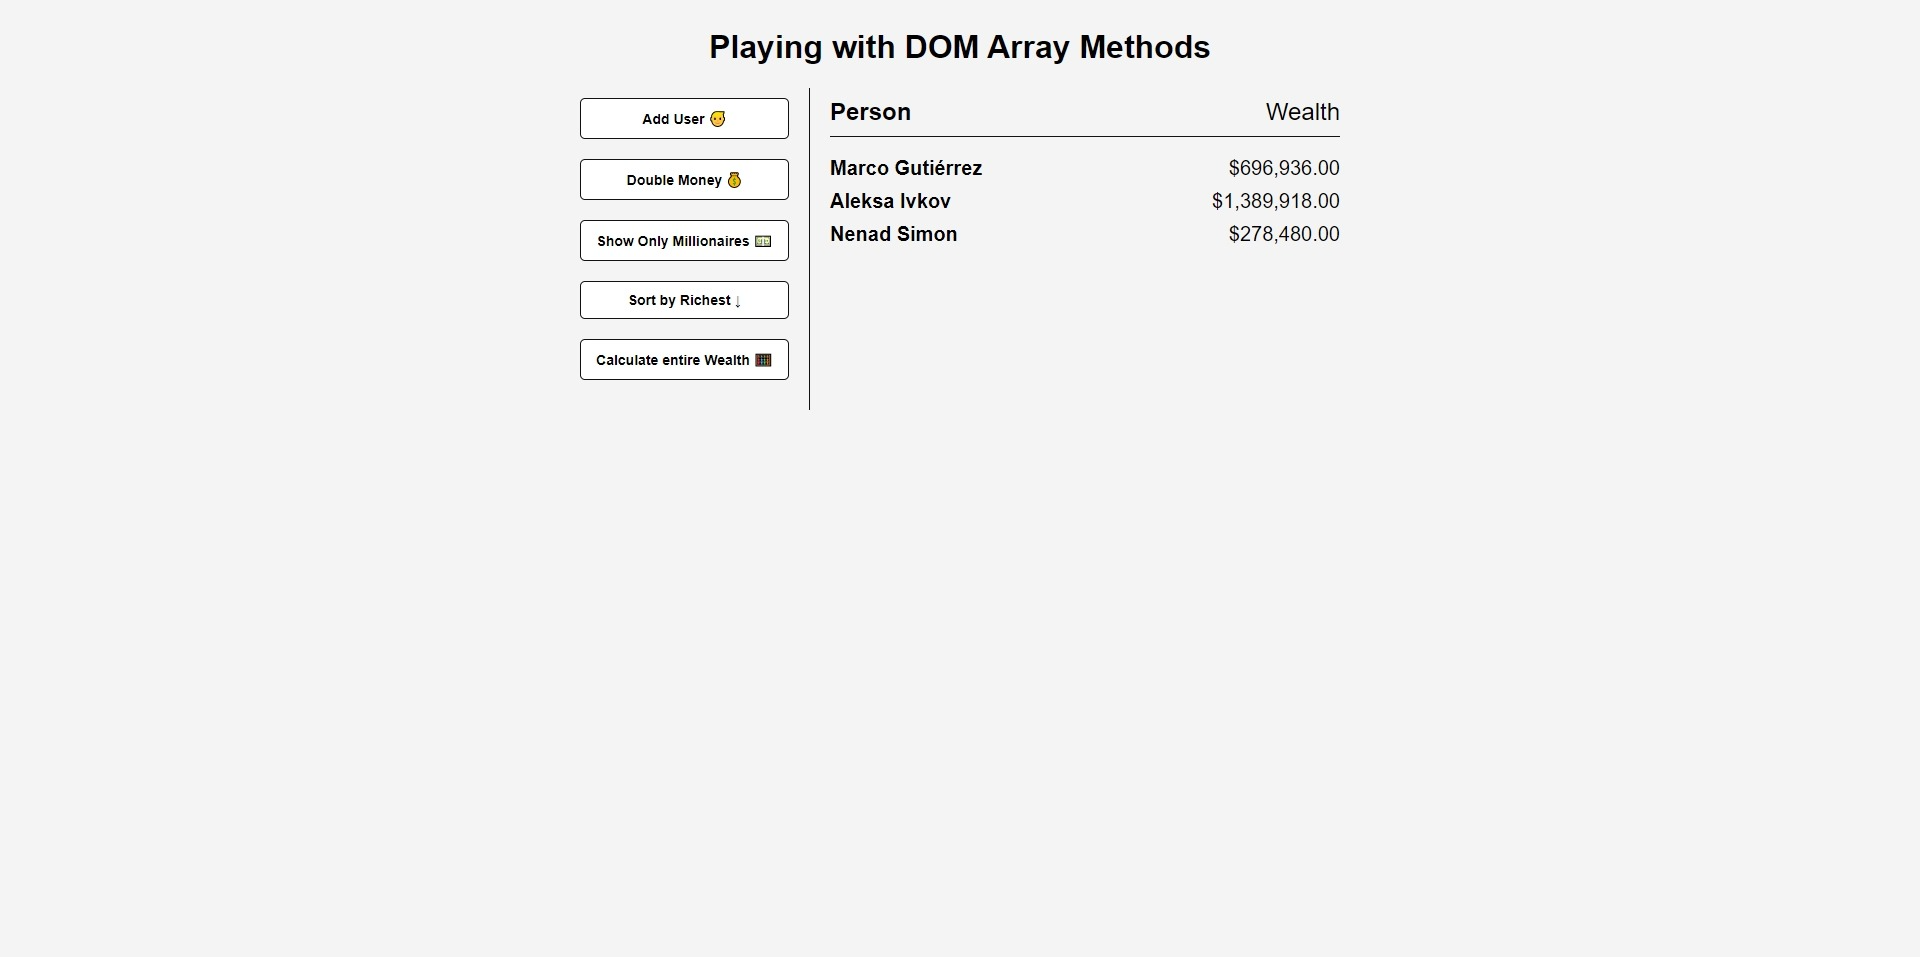 Playing with DOM Array Methods
Add User 👱
Double Money 💰
Show Only Millionaires 💵
Sort by Richest ↓
Calculate entire Wealth 🧮
Person Wealth
Marco Gutiérrez $696,936.00
Aleksa Ivkov $1,389,918.00
Nenad Simon $278,480.00